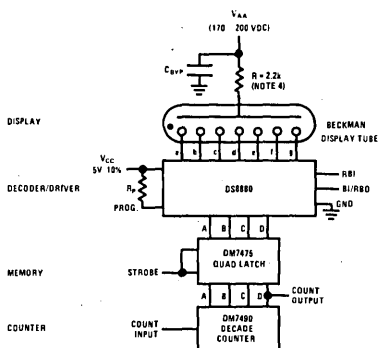 VAA
(170 200 VDC)
CBYP
R = 2.2k
(NOTE 4)
DISPLAY
BECKMAN
DISPLAY TUBE
a b c d e f g
VCC
5V 10%
RBI
DECODER/DRIVER
RP
DS8880
BI/RBO
PROG.
GND
A B C D
DM7475
QUAD LATCH
MEMORY
STROBE
A B C D
COUNT
OUTPUT
DM7490
DECADE
COUNTER
COUNTER
COUNT
INPUT